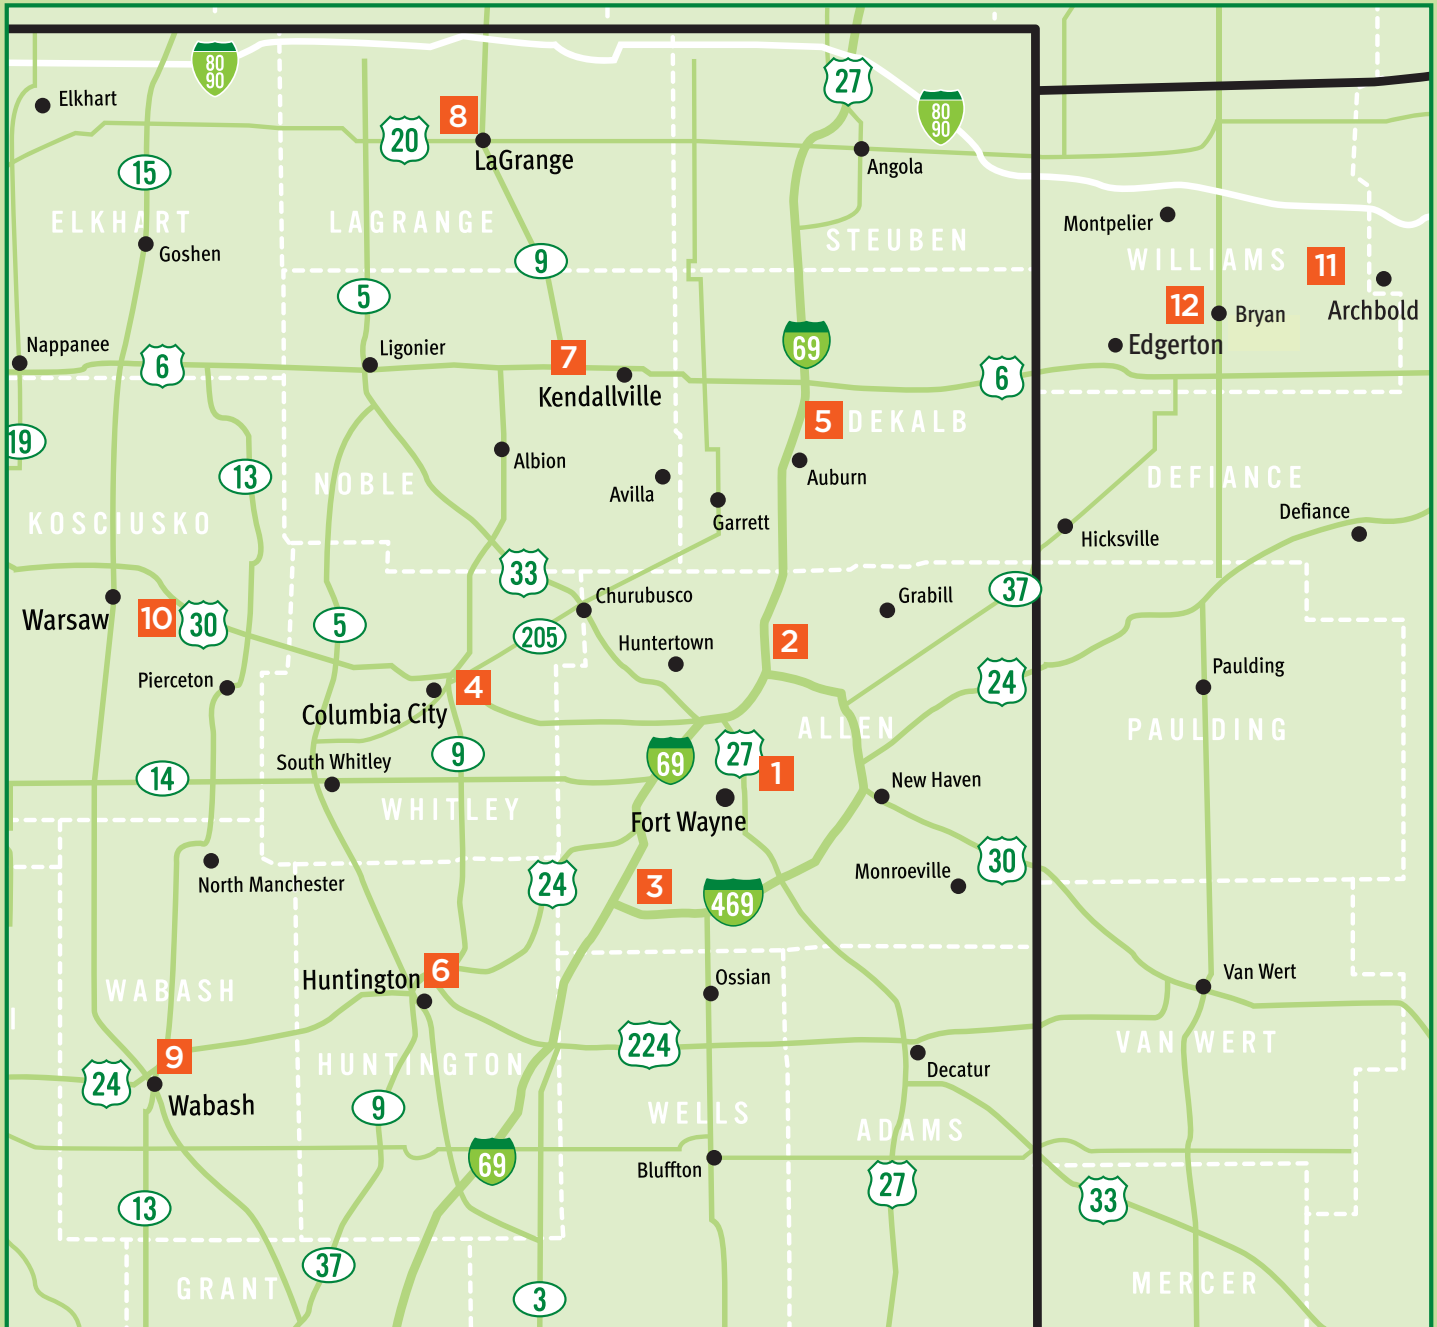 80
90
27
80
90
Elkhart
8
20
LaGrange
Angola
15
ELKHART
LAGRANGE
STEUBEN
Montpelier
Goshen
9
WILLIAMS
11
5
12
Bryan
Archbold
Nappanee
Ligonier
7
69
Edgerton
6
Kendallville
6
5
DEKALB
19
13
Albion
Auburn
NOBLE
Avilla
DEFIANCE
KOSCIUSKO
Garrett
Defiance
Hicksville
33
37
Churubusco
Grabill
Warsaw
10
30
5
205
Huntertown
2
Pierceton
4
24
Paulding
Columbia City
ALLEN
PAULDING
South Whitley
9
69
27
1
14
New Haven
WHITLEY
Fort Wayne
North Manchester
24
3
469
Monroeville
30
Huntington
6
Ossian
Van Wert
WABASH
9
224
VAN WERT
24
HUNTINGTON
Decatur
Wabash
9
WELLS
ADAMS
69
Bluffton
27
33
13
37
GRANT
3
MERCER